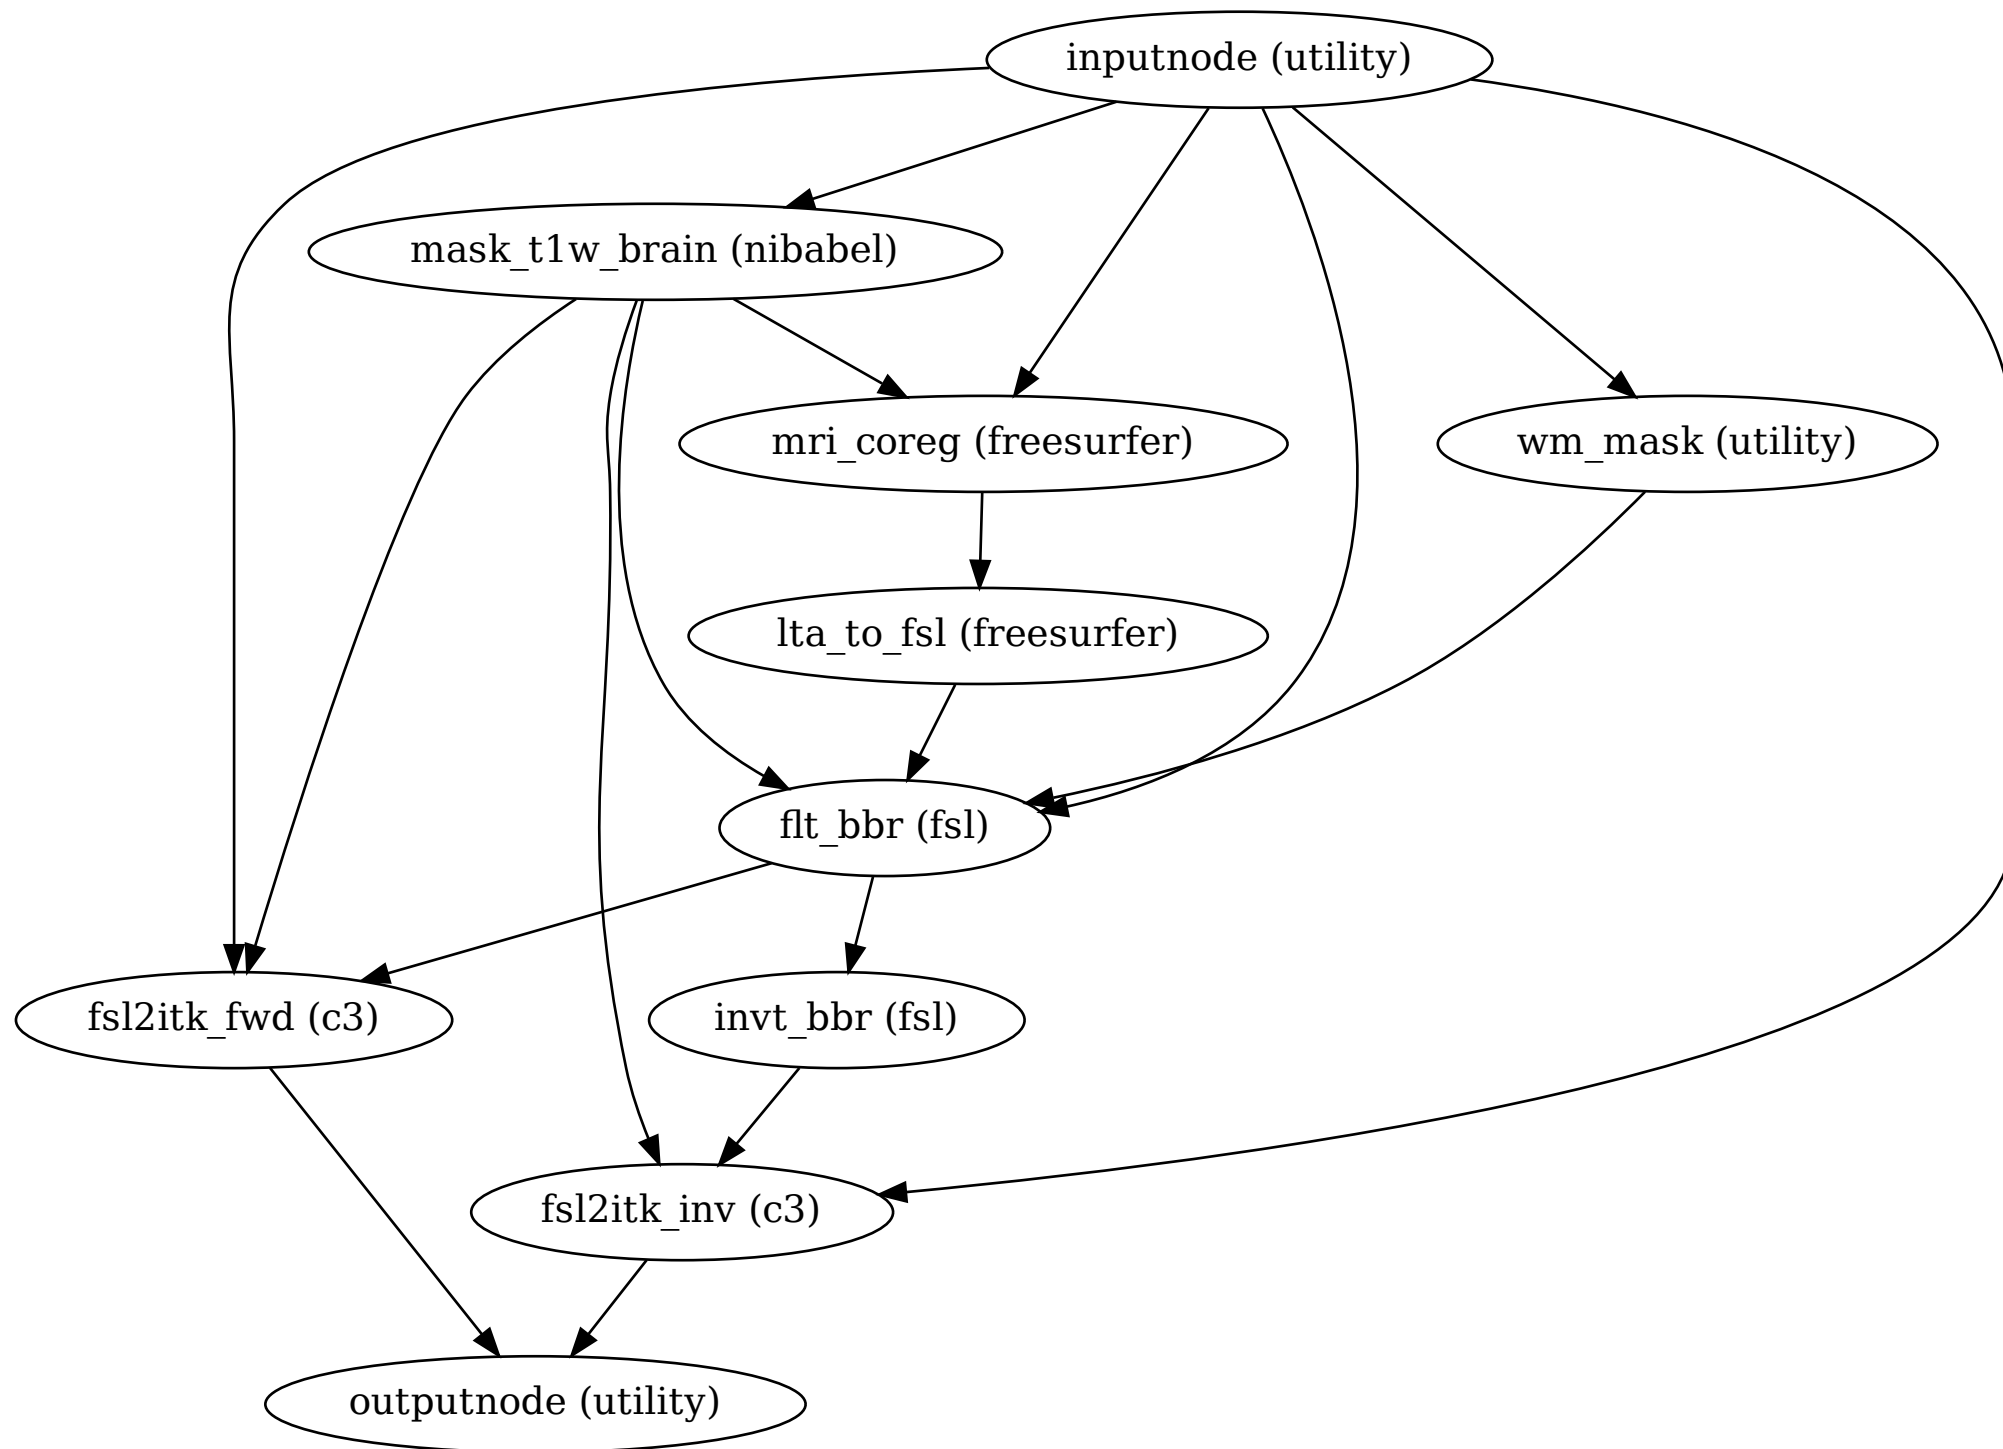 inputnode (utility)
mask_t1w_brain (nibabel)
mri_coreg (freesurfer)
wm_mask (utility)
lta_to_fsl (freesurfer)
flt_bbr (fsl)
fsl2itk_fwd (c3)
invt_bbr (fsl)
fsl2itk_inv (c3)
outputnode (utility)